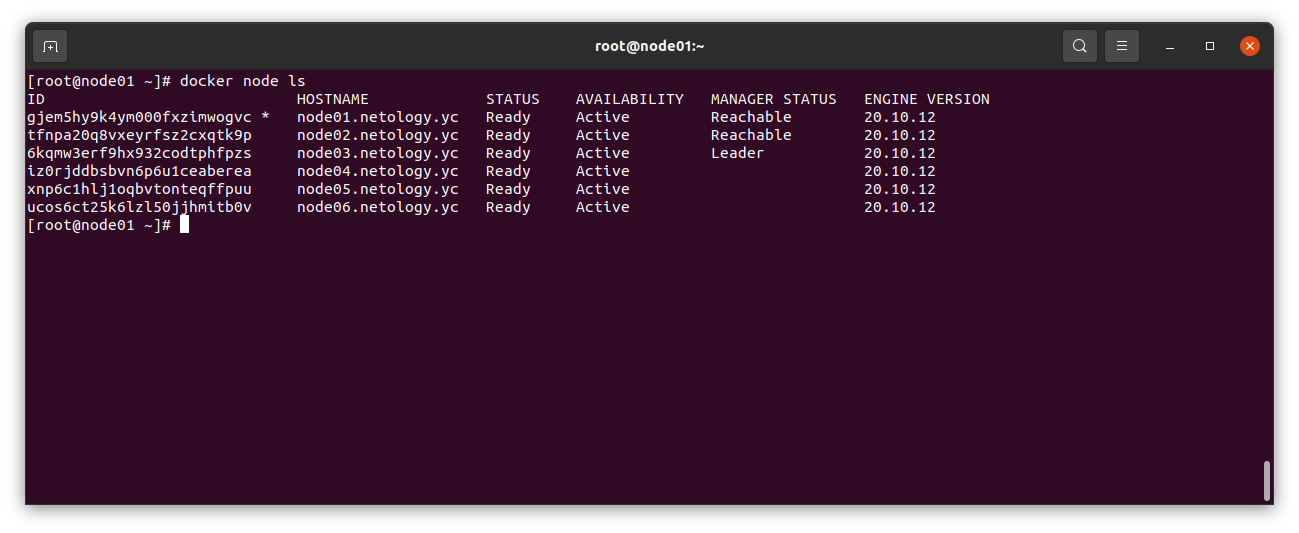 root@node01:~
[root@node01 ~]# docker node ls
ID                            HOSTNAME             STATUS    AVAILABILITY   MANAGER STATUS   ENGINE VERSION
gjem5hy9k4ym000fxzimwogvc *   node01.netology.yc   Ready     Active         Reachable        20.10.12
tfnpa20q8vxeyrfsz2cxqtk9p     node02.netology.yc   Ready     Active         Reachable        20.10.12
6kqmw3erf9hx932codtphfpzs     node03.netology.yc   Ready     Active         Leader           20.10.12
iz0rjddbsbvn6p6u1ceaberea     node04.netology.yc   Ready     Active                          20.10.12
xnp6c1hlj1oqbvtonteqffpuu     node05.netology.yc   Ready     Active                          20.10.12
ucos6ct25k6lzl50jjhmitb0v     node06.netology.yc   Ready     Active                          20.10.12
[root@node01 ~]#